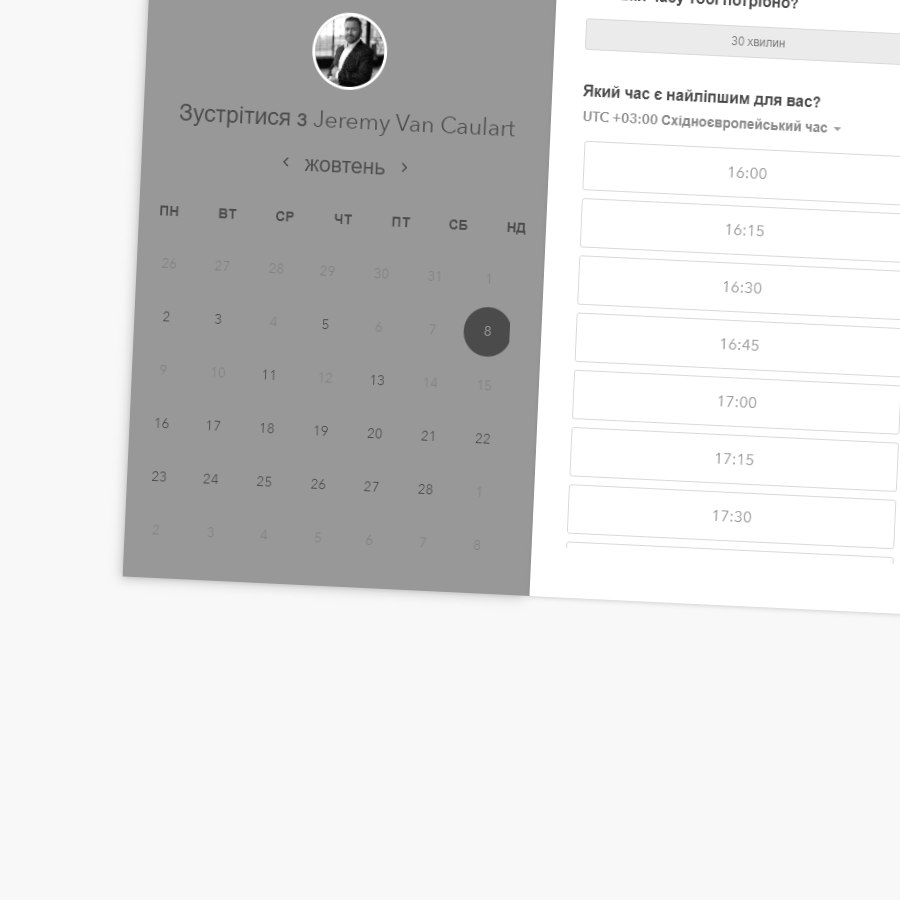 Зустрітися з Jeremy Van Caulart
жовтень
ПН ВТ СР ЧТ ПТ СБ НД
26 27 28 29 30 31 1
2 3 4 5 6 7 8
9 10 11 12 13 14 15
16 17 18 19 20 21 22
23 24 25 26 27 28 1
2 3 4 5 6 7 8
часу тобі потрібно?
30 хвилин
Який час є найліпшим для вас?
UTC +03:00 Східноєвропейський час
16:00
16:15
16:30
16:45
17:00
17:15
17:30